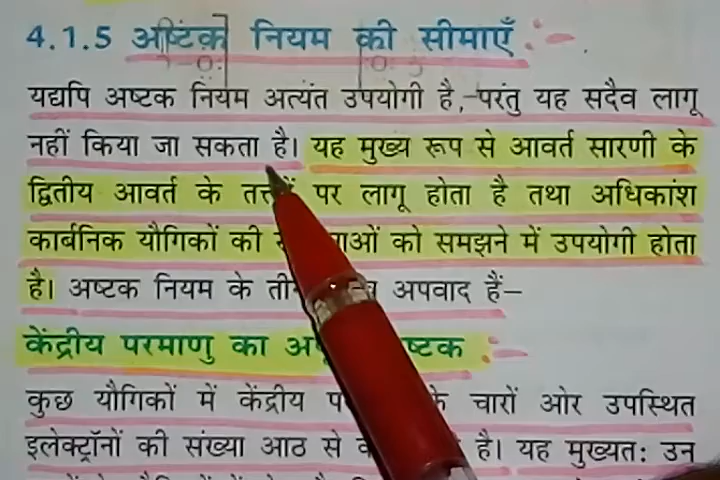 4.1.5 अष्टक नियम की सीमाएँ
यद्यपि अष्टक नियम अत्यंत उपयोगी है, परंतु यह सदैव लागू
नहीं किया जा सकता है। यह मुख्य रूप से आवर्त सारणी के
द्वितीय आवर्त के पर लागू होता है तथा अधिकांश
कार्बनिक यौगिकों की को समझने में उपयोगी होता
है। अष्टक नियम के अपवाद हैं–
केंद्रीय परमाणु का
कुछ यौगिकों में केंद्रीय के चारों ओर उपस्थित
इलेक्ट्रॉनों की संख्या आठ से है। यह मुख्यतः उन